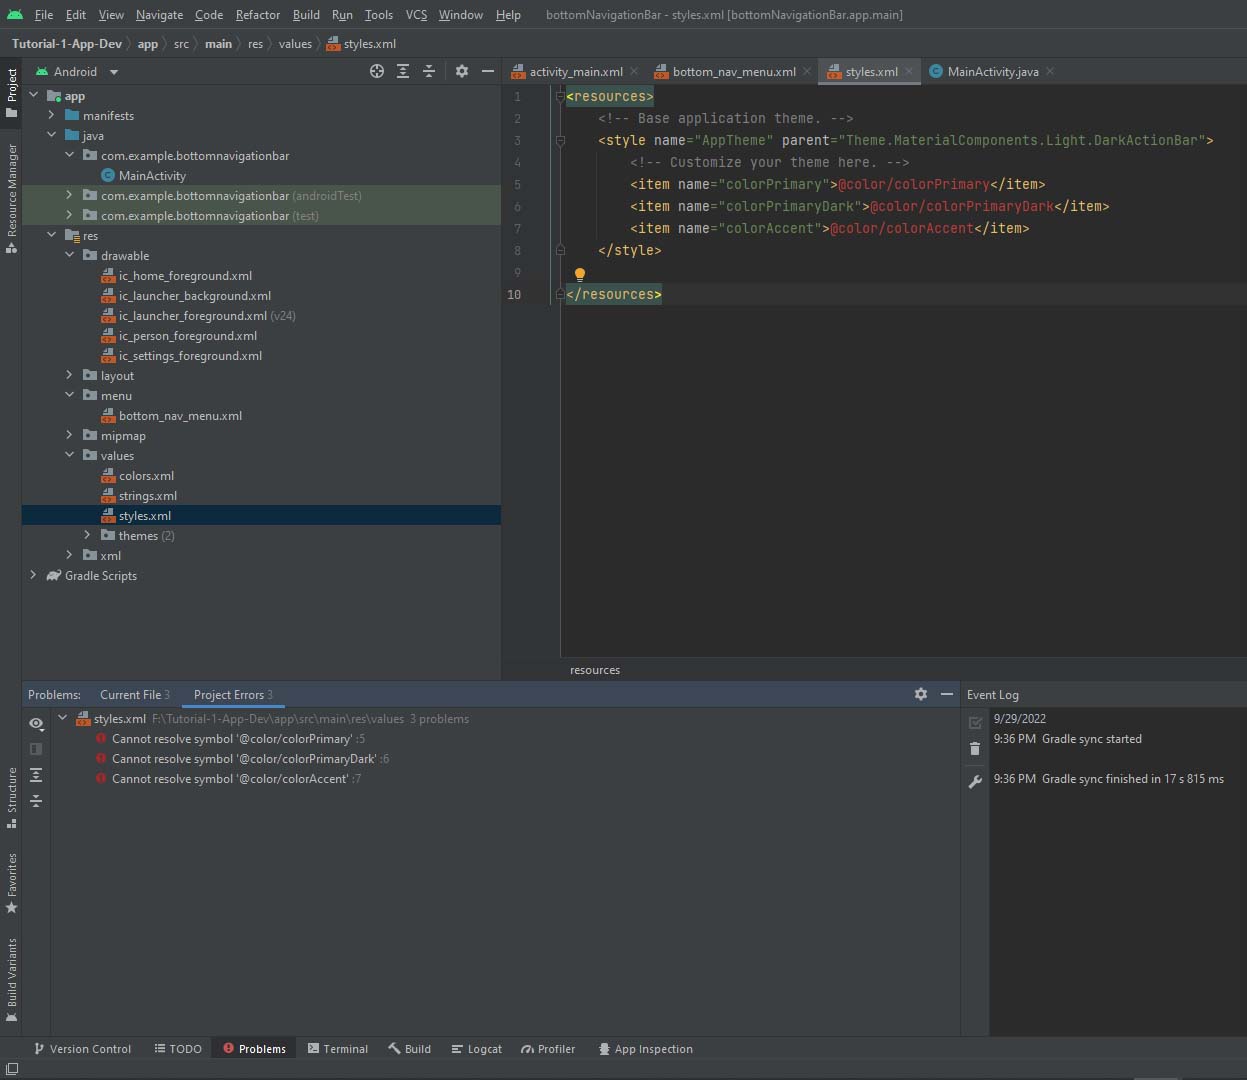 File Edit View Navigate Code Refactor Build Run Tools VCS Window Help bottomNavigationBar - styles.xml [bottomNavigationBar.app.main]
Tutorial-1-App-Dev app src main res values styles.xml
Project
Resource Manager
Structure
Favorites
Build Variants
Android
app
manifests
java
com.example.bottomnavigationbar
MainActivity
com.example.bottomnavigationbar (androidTest)
com.example.bottomnavigationbar (test)
res
drawable
ic_home_foreground.xml
ic_launcher_background.xml
ic_launcher_foreground.xml (v24)
ic_person_foreground.xml
ic_settings_foreground.xml
layout
menu
bottom_nav_menu.xml
mipmap
values
colors.xml
strings.xml
styles.xml
themes (2)
xml
Gradle Scripts
activity_main.xml bottom_nav_menu.xml styles.xml MainActivity.java
1 <resources>
2 <!-- Base application theme. -->
3 <style name="AppTheme" parent="Theme.MaterialComponents.Light.DarkActionBar">
4 <!-- Customize your theme here. -->
5 <item name="colorPrimary">@color/colorPrimary</item>
6 <item name="colorPrimaryDark">@color/colorPrimaryDark</item>
7 <item name="colorAccent">@color/colorAccent</item>
8 </style>
9
10 </resources>
resources
Problems: Current File 3 Project Errors 3
styles.xml F:\Tutorial-1-App-Dev\app\src\main\res\values 3 problems
Cannot resolve symbol '@color/colorPrimary' :5
Cannot resolve symbol '@color/colorPrimaryDark' :6
Cannot resolve symbol '@color/colorAccent' :7
Event Log
9/29/2022
9:36 PM Gradle sync started
9:36 PM Gradle sync finished in 17 s 815 ms
Version Control TODO Problems Terminal Build Logcat Profiler App Inspection